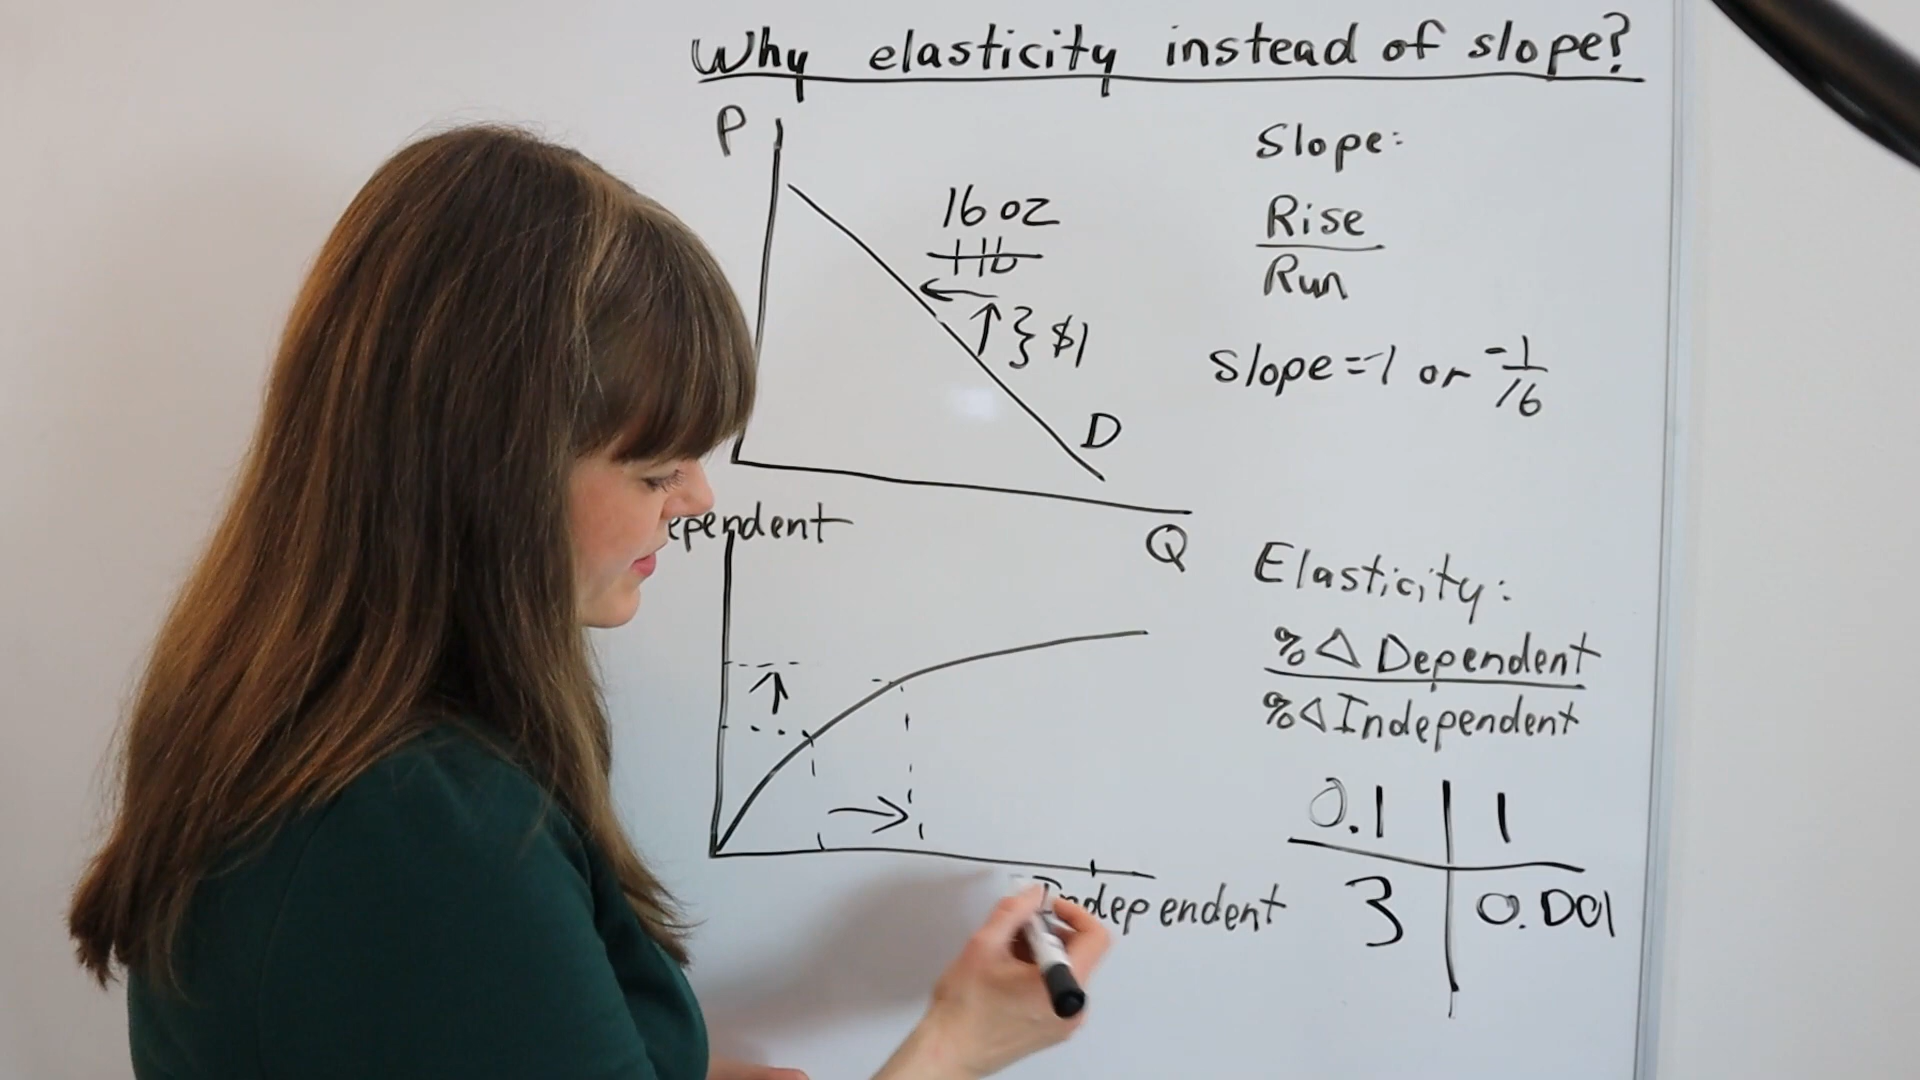 Why elasticity instead of slope?
P
16 oz
1 lb
} $1
D
Q
Slope:
Rise
Run
Slope = -1 or -1/16
ependent
Independent
Elasticity:
% △ Dependent
% △ Independent
0.1 | 1
3 | 0.001